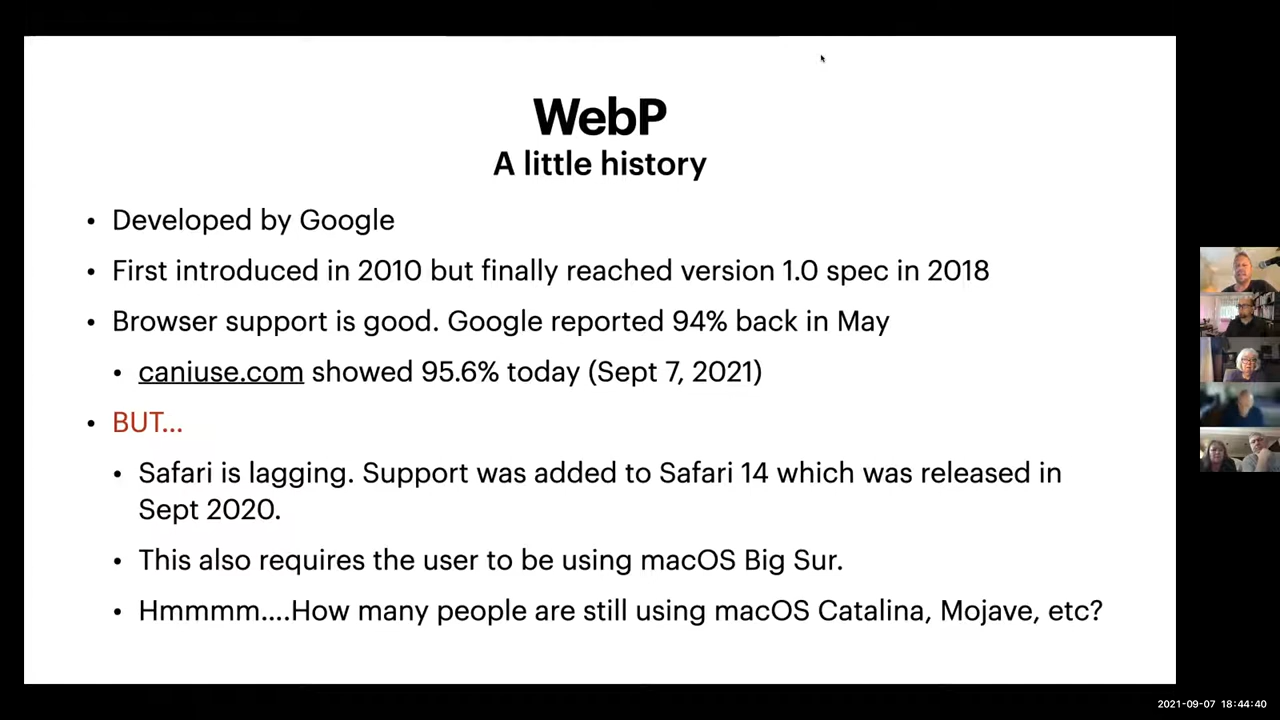 WebP
A little history
• Developed by Google
• First introduced in 2010 but finally reached version 1.0 spec in 2018
• Browser support is good. Google reported 94% back in May
• caniuse.com showed 95.6% today (Sept 7, 2021)
• BUT...
• Safari is lagging. Support was added to Safari 14 which was released in
Sept 2020.
• This also requires the user to be using macOS Big Sur.
• Hmmmm....How many people are still using macOS Catalina, Mojave, etc?
2021-09-07 18:44:40